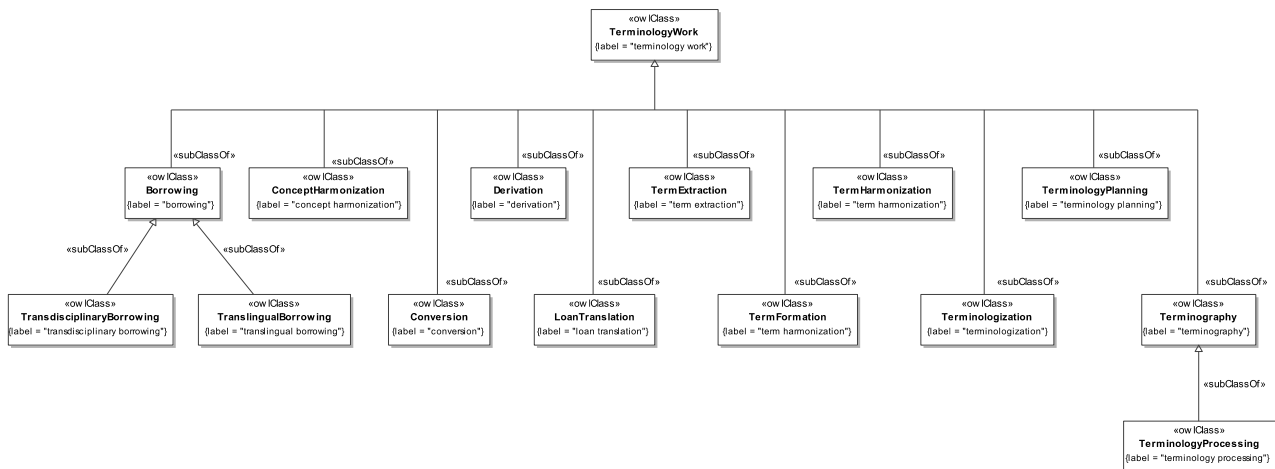 «owlClass»
TerminologyWork
{label = "terminology work"}
«subClassOf»
«subClassOf»
«subClassOf»
«subClassOf»
«subClassOf»
«subClassOf»
«owlClass»
Borrowing
{label = "borrowing"}
«owlClass»
ConceptHarmonization
{label = "concept harmonization"}
«owlClass»
Derivation
{label = "derivation"}
«owlClass»
TermExtraction
{label = "term extraction"}
«owlClass»
TermHarmonization
{label = "term harmonization"}
«owlClass»
TerminologyPlanning
{label = "terminology planning"}
«subClassOf»
«subClassOf»
«subClassOf»
«subClassOf»
«subClassOf»
«subClassOf»
«subClassOf»
«owlClass»
TransdisciplinaryBorrowing
{label = "transdisciplinary borrowing"}
«owlClass»
TranslingualBorrowing
{label = "translingual borrowing"}
«owlClass»
Conversion
{label = "conversion"}
«owlClass»
LoanTranslation
{label = "loan translation"}
«owlClass»
TermFormation
{label = "term harmonization"}
«owlClass»
Terminologization
{label = "terminologization"}
«owlClass»
Terminography
{label = "terminography"}
«subClassOf»
«owlClass»
TerminologyProcessing
{label = "terminology processing"}